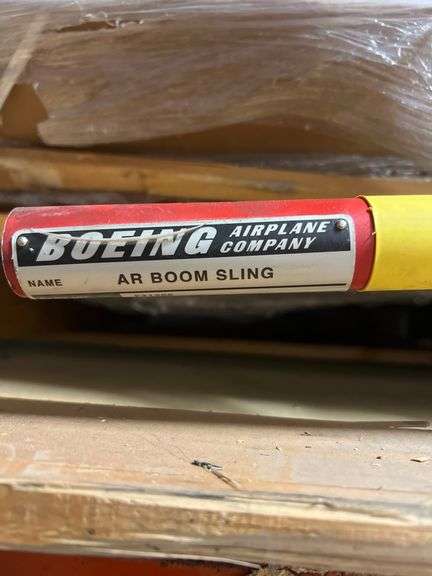 BOEING AIRPLANE
COMPANY
NAME AR BOOM SLING